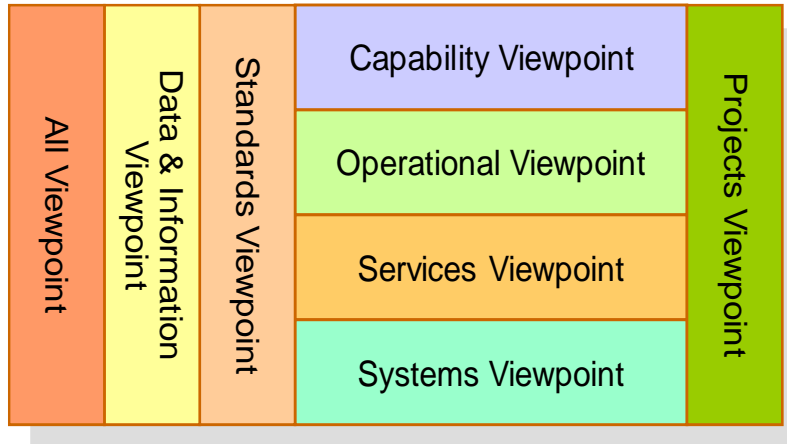 All Viewpoint
Data & Information
Viewpoint
Standards Viewpoint
Capability Viewpoint
Operational Viewpoint
Services Viewpoint
Systems Viewpoint
Projects Viewpoint